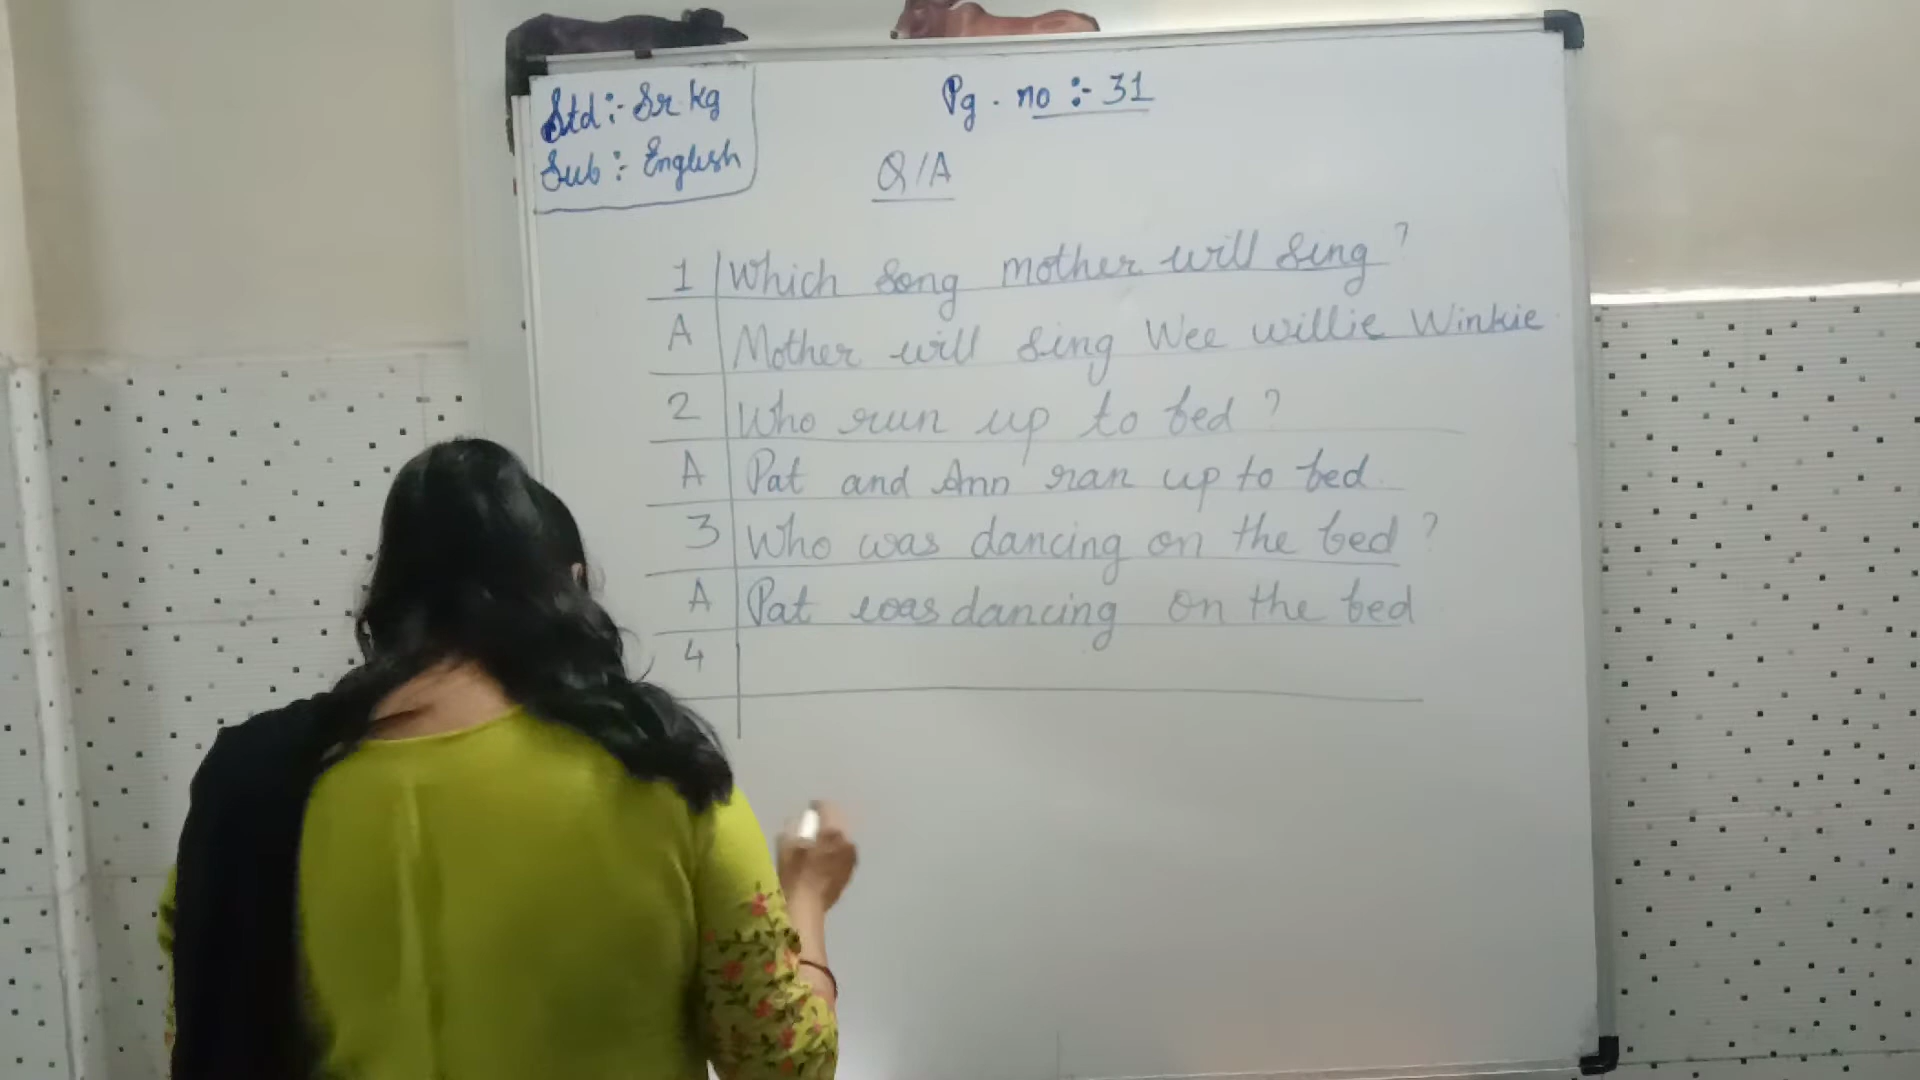 Std :- Sr kg
Sub :- English
Pg. no :- 31
Q/A
1 Which song mother will sing?
A Mother will sing Wee willie Winkie
2 Who run up to bed?
A Pat and Ann ran up to bed.
3 Who was dancing on the bed?
A Pat was dancing on the bed
4